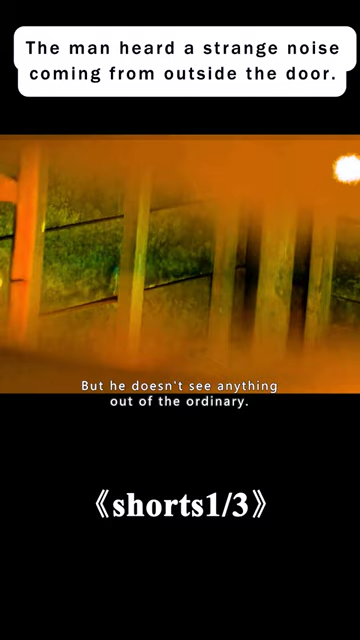 The man heard a strange noise
coming from outside the door.
But he doesn't see anything
out of the ordinary.
《shorts1/3》